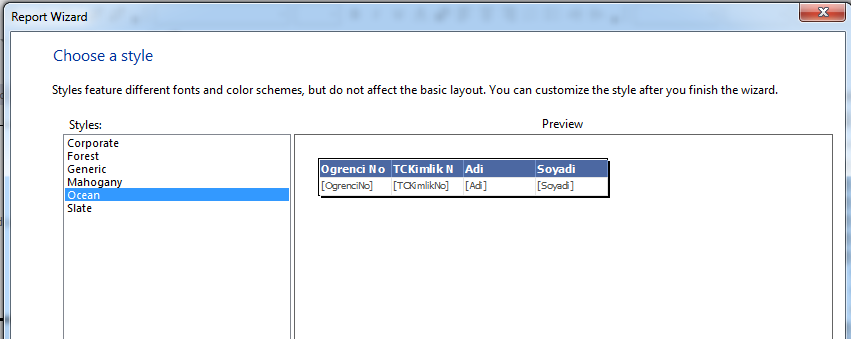 Report Wizard
Choose a style
Styles feature different fonts and color schemes, but do not affect the basic layout. You can customize the style after you finish the wizard.
Styles:
Preview
Corporate
Forest
Generic
Mahogany
Ocean
Slate
Ogrenci No TCKimlik N Adi Soyadi
[OgrenciNo] [TCKimlikNo] [Adi] [Soyadi]